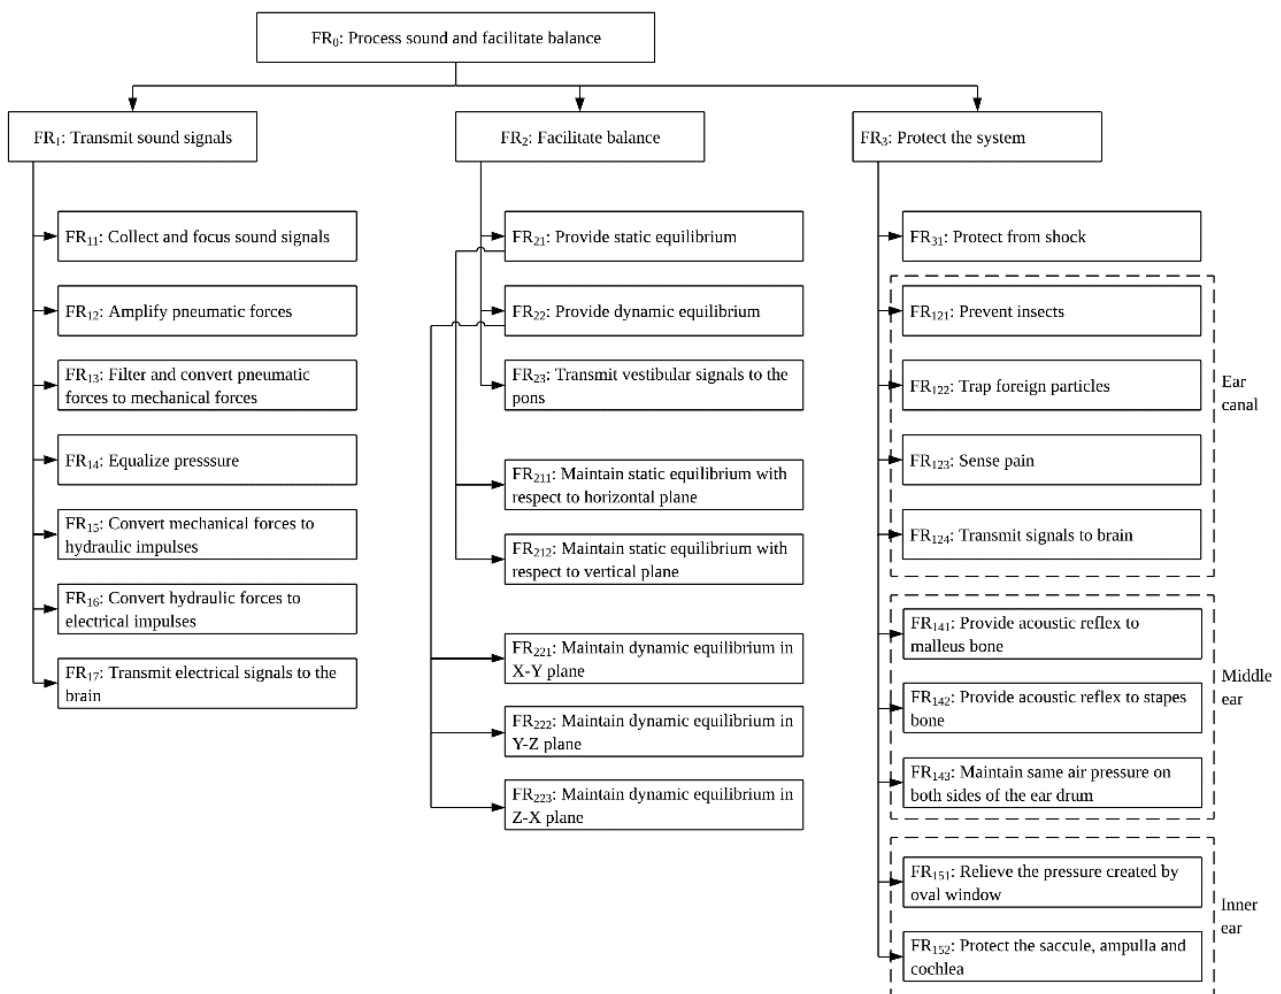 FR₀: Process sound and facilitate balance
FR₁: Transmit sound signals
FR₂: Facilitate balance
FR₃: Protect the system
FR₁₁: Collect and focus sound signals
FR₁₂: Amplify pneumatic forces
FR₁₃: Filter and convert pneumatic
forces to mechanical forces
FR₁₄: Equalize presssure
FR₁₅: Convert mechanical forces to
hydraulic impulses
FR₁₆: Convert hydraulic forces to
electrical impulses
FR₁₇: Transmit electrical signals to the
brain
FR₂₁: Provide static equilibrium
FR₂₂: Provide dynamic equilibrium
FR₂₃: Transmit vestibular signals to the
pons
FR₂₁₁: Maintain static equilibrium with
respect to horizontal plane
FR₂₁₂: Maintain static equilibrium with
respect to vertical plane
FR₂₂₁: Maintain dynamic equilibrium in
X-Y plane
FR₂₂₂: Maintain dynamic equilibrium in
Y-Z plane
FR₂₂₃: Maintain dynamic equilibrium in
Z-X plane
FR₃₁: Protect from shock
FR₁₂₁: Prevent insects
FR₁₂₂: Trap foreign particles
FR₁₂₃: Sense pain
FR₁₂₄: Transmit signals to brain
Ear
canal
FR₁₄₁: Provide acoustic reflex to
malleus bone
FR₁₄₂: Provide acoustic reflex to stapes
bone
FR₁₄₃: Maintain same air pressure on
both sides of the ear drum
Middle
ear
FR₁₅₁: Relieve the pressure created by
oval window
FR₁₅₂: Protect the saccule, ampulla and
cochlea
Inner
ear